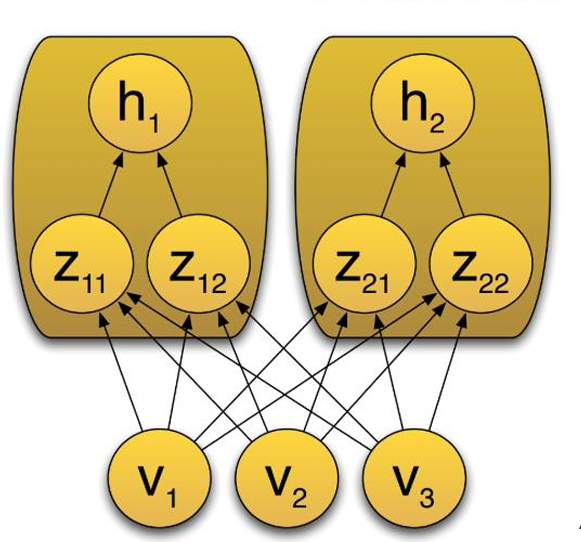 h₁ h₂
z₁₁ z₁₂ z₂₁ z₂₂
v₁ v₂ v₃